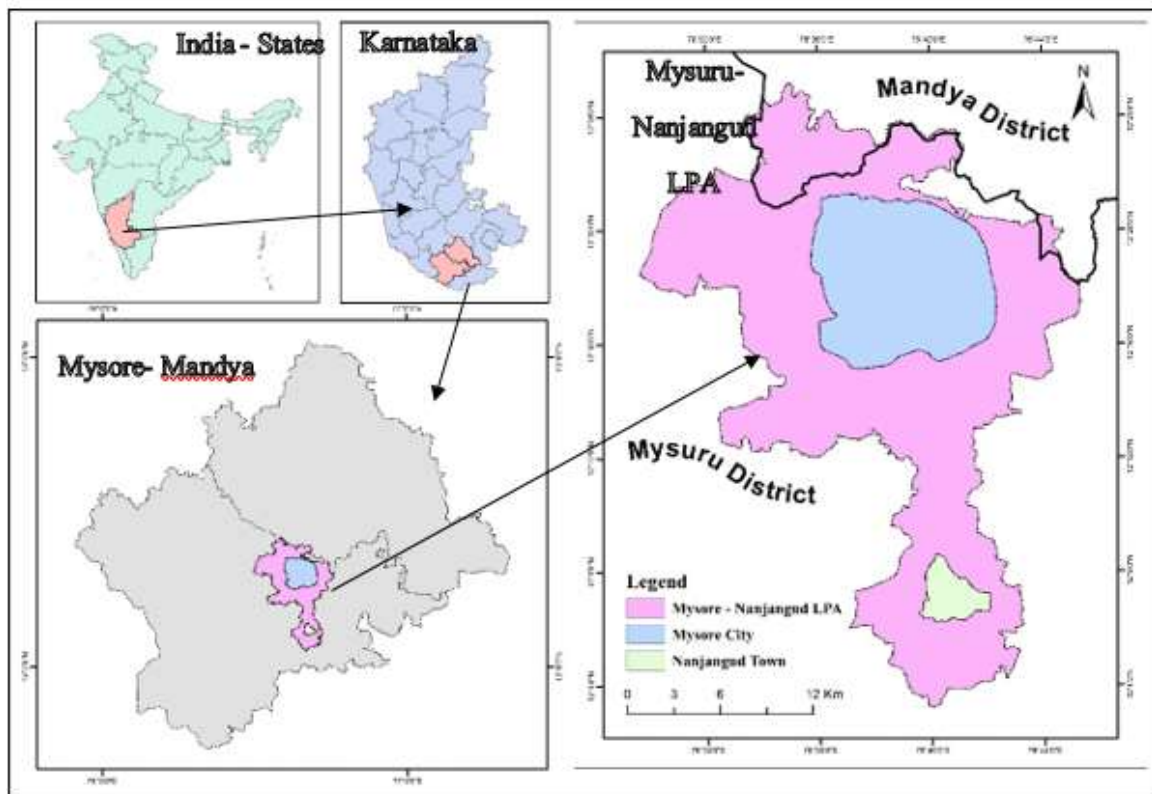 India - States
Karnataka
Mysuru-
Nanjangud
LPA
Mandya District
N
Mysore- Mandya
Mysuru District
Legend
Mysore - Nanjangud LPA
Mysore City
Nanjangud Town
0 3 6 12 Km